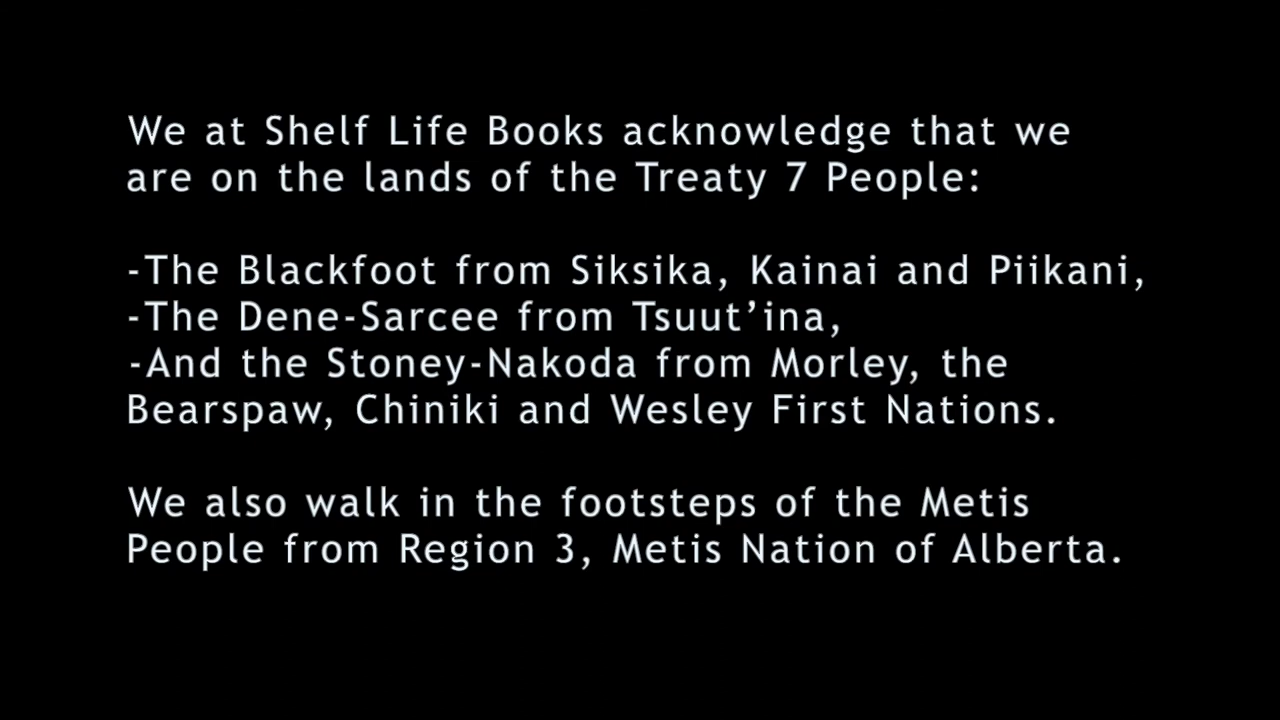 We at Shelf Life Books acknowledge that we
are on the lands of the Treaty 7 People:
-The Blackfoot from Siksika, Kainai and Piikani,
-The Dene-Sarcee from Tsuut’ina,
-And the Stoney-Nakoda from Morley, the
Bearspaw, Chiniki and Wesley First Nations.
We also walk in the footsteps of the Metis
People from Region 3, Metis Nation of Alberta.